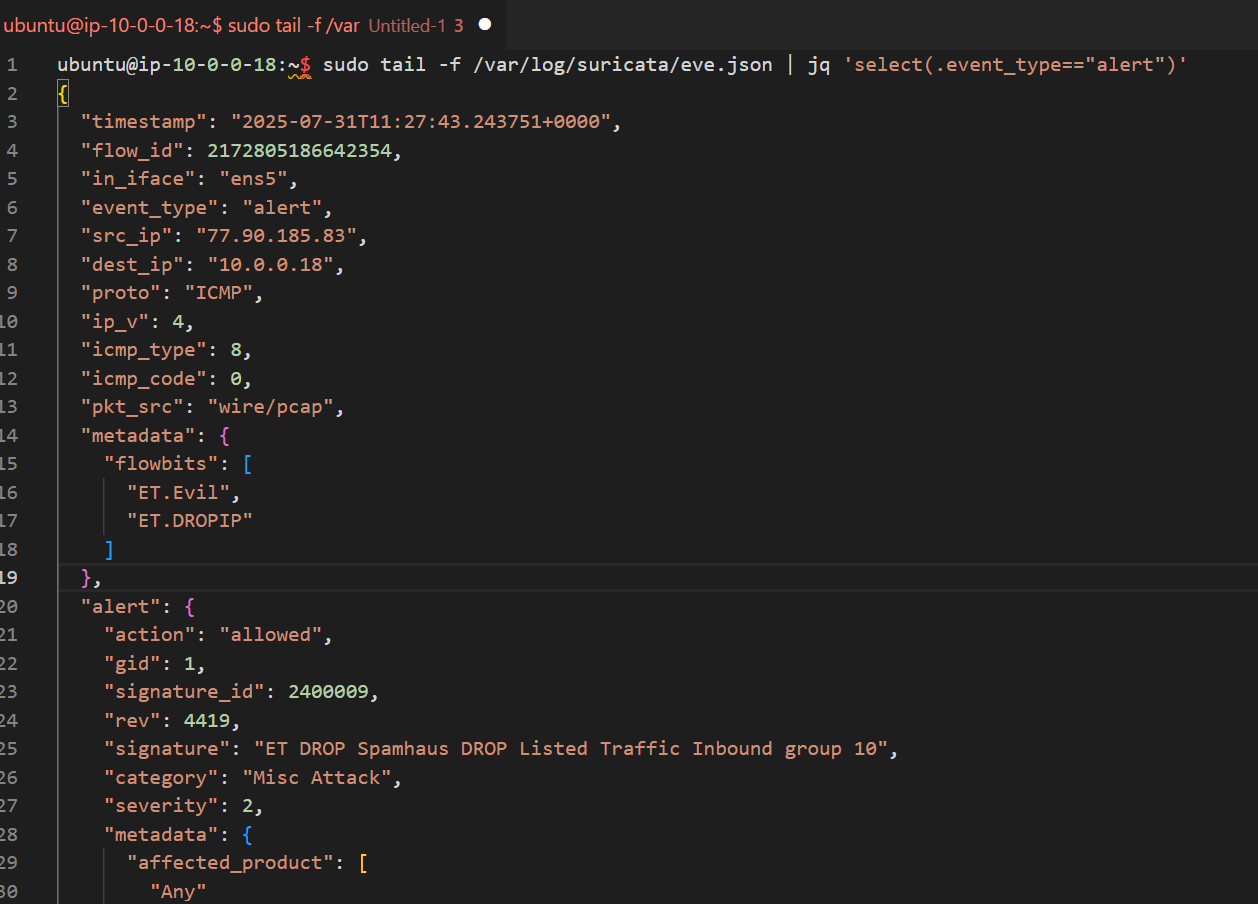 ubuntu@ip-10-0-0-18:~$ sudo tail -f /var Untitled-1 3
1 ubuntu@ip-10-0-0-18:~$ sudo tail -f /var/log/suricata/eve.json | jq 'select(.event_type=="alert")'
2 {
3 "timestamp": "2025-07-31T11:27:43.243751+0000",
4 "flow_id": 2172805186642354,
5 "in_iface": "ens5",
6 "event_type": "alert",
7 "src_ip": "77.90.185.83",
8 "dest_ip": "10.0.0.18",
9 "proto": "ICMP",
10 "ip_v": 4,
11 "icmp_type": 8,
12 "icmp_code": 0,
13 "pkt_src": "wire/pcap",
14 "metadata": {
15 "flowbits": [
16 "ET.Evil",
17 "ET.DROPIP"
18 ]
19 },
20 "alert": {
21 "action": "allowed",
22 "gid": 1,
23 "signature_id": 2400009,
24 "rev": 4419,
25 "signature": "ET DROP Spamhaus DROP Listed Traffic Inbound group 10",
26 "category": "Misc Attack",
27 "severity": 2,
28 "metadata": {
29 "affected_product": [
30 "Any"